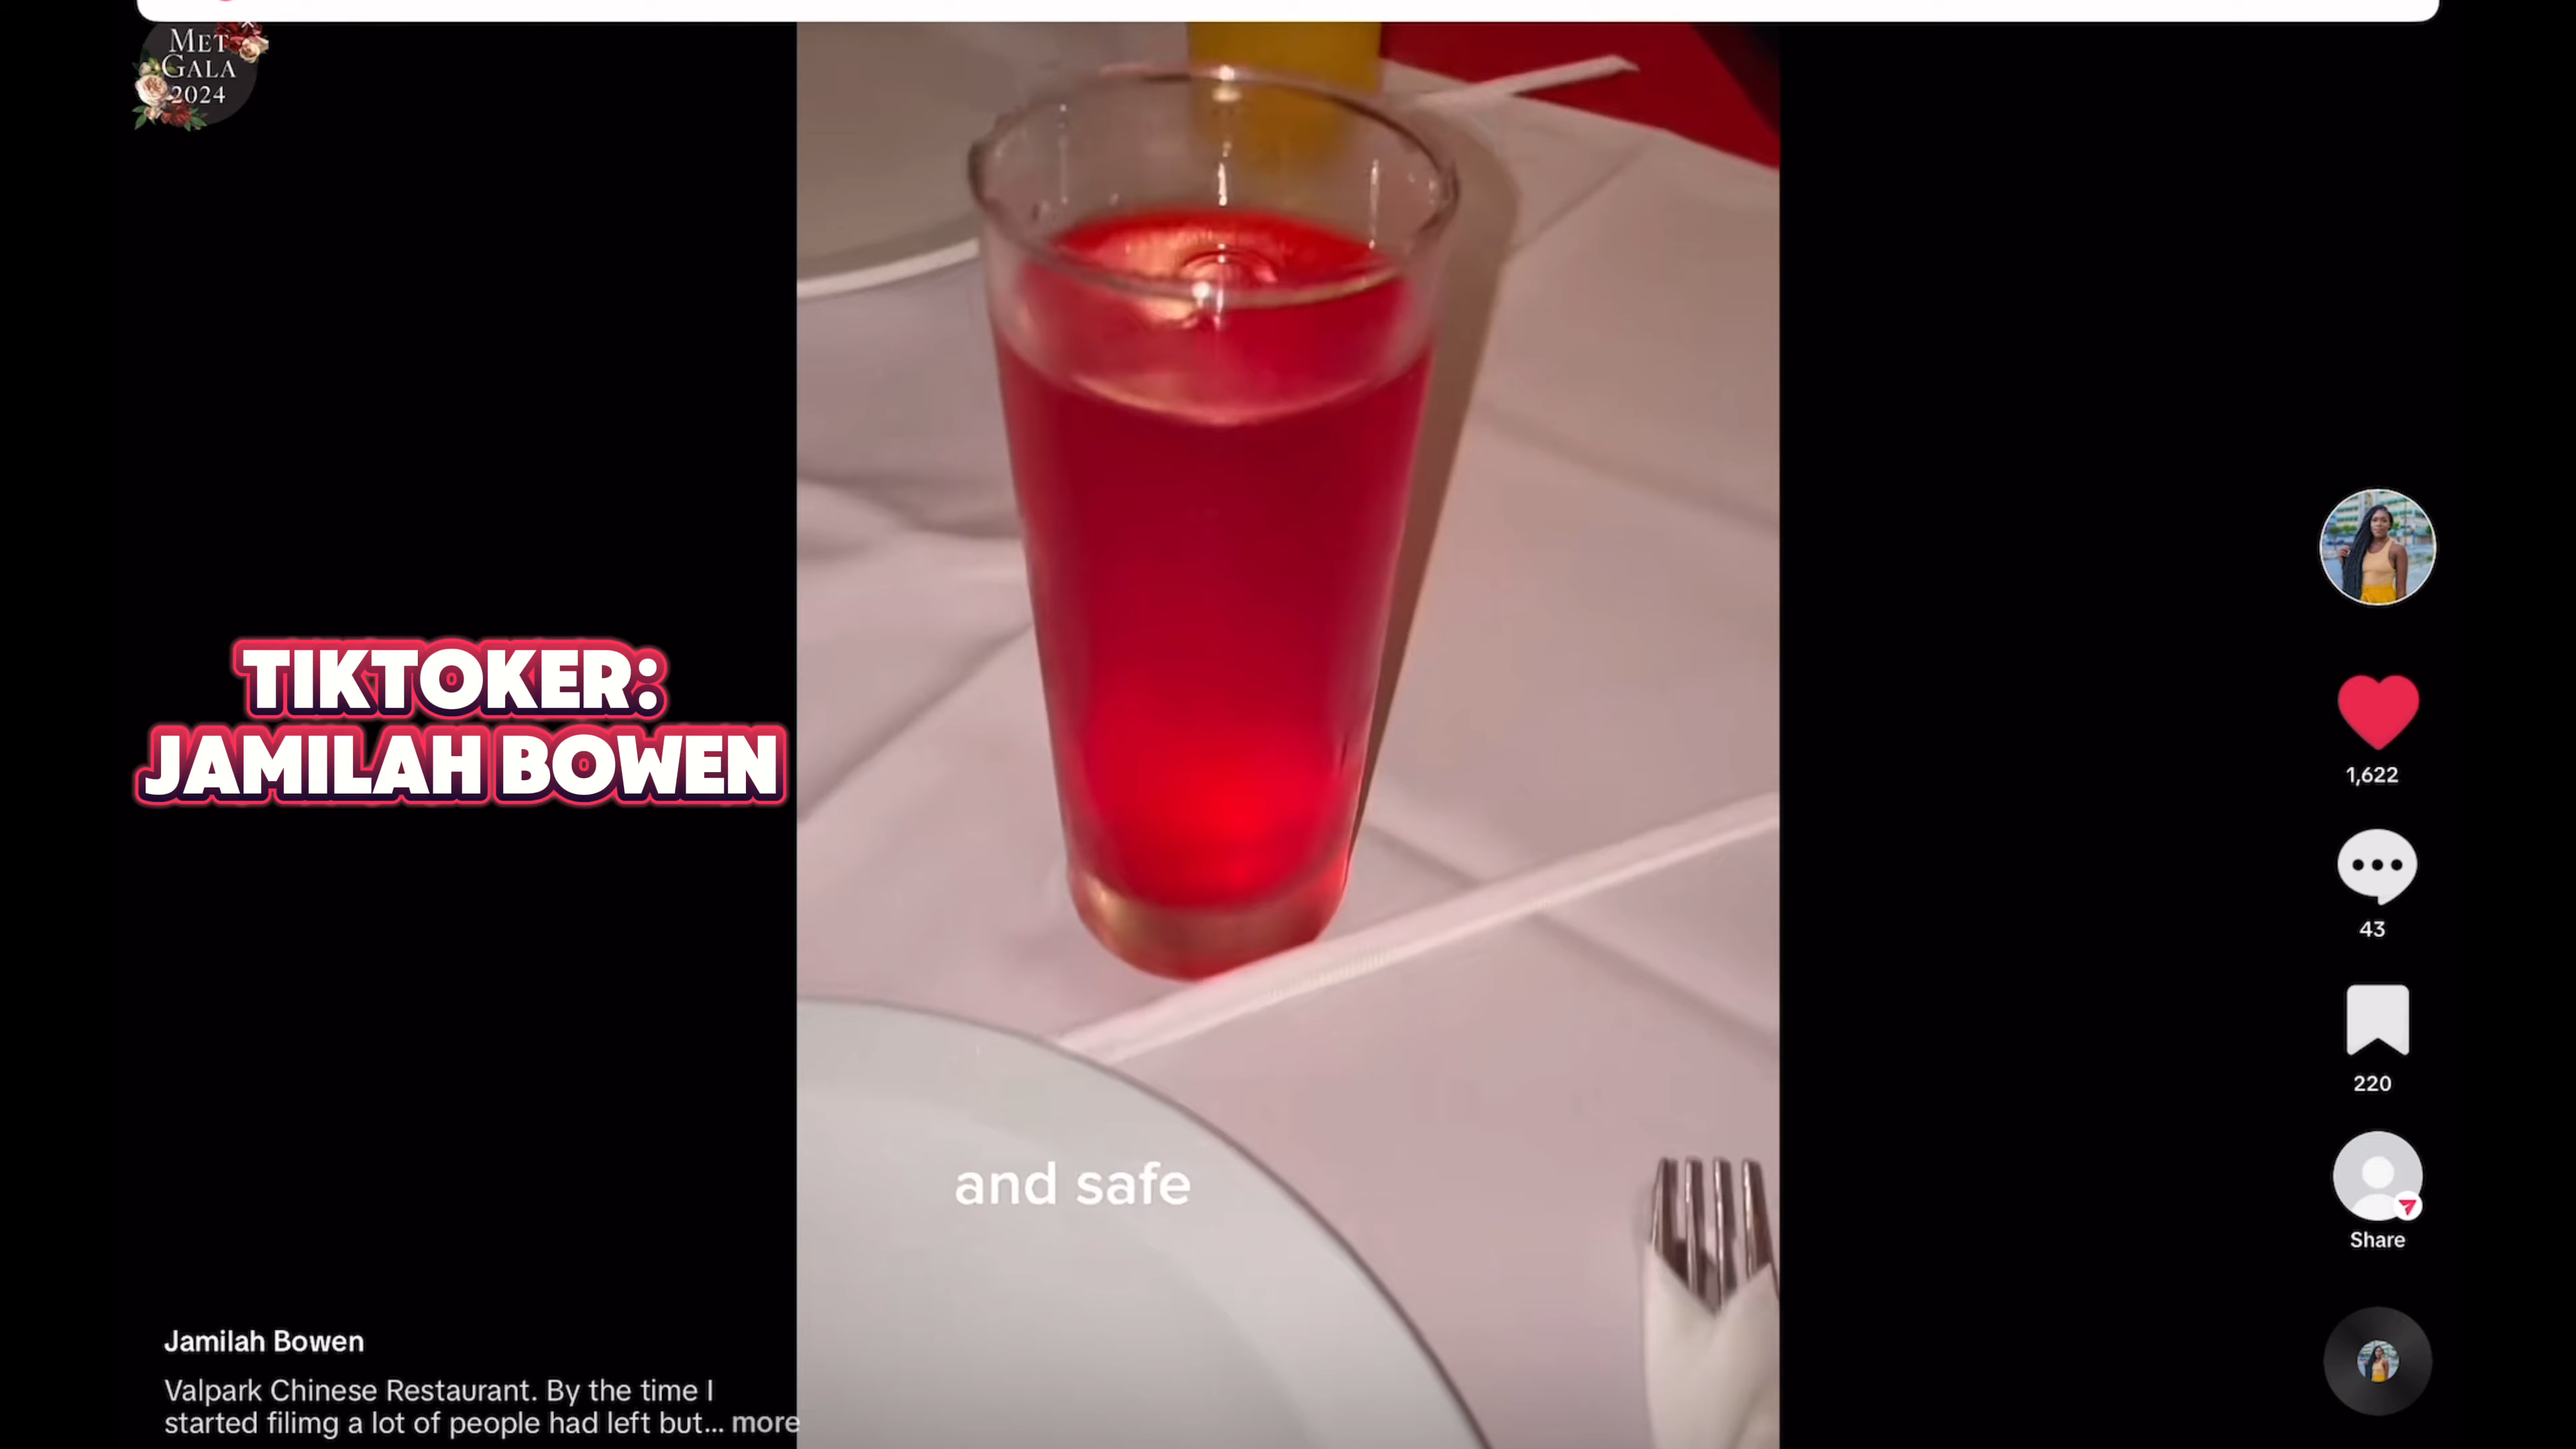 MET
GALA
2024
TIKTOKER:
JAMILAH BOWEN
1,622
43
220
and safe
Share
Jamilah Bowen
Valpark Chinese Restaurant. By the time I
started filimg a lot of people had left but... more